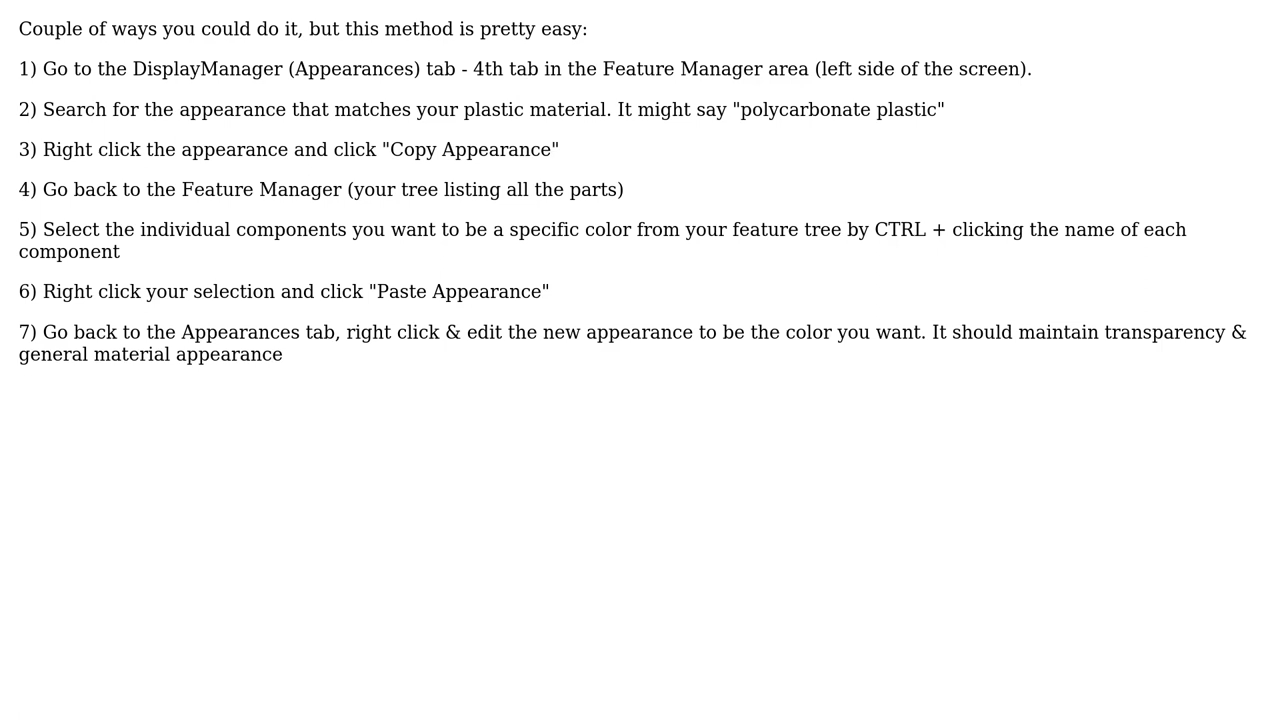 Couple of ways you could do it, but this method is pretty easy:
1) Go to the DisplayManager (Appearances) tab - 4th tab in the Feature Manager area (left side of the screen).
2) Search for the appearance that matches your plastic material. It might say "polycarbonate plastic"
3) Right click the appearance and click "Copy Appearance"
4) Go back to the Feature Manager (your tree listing all the parts)
5) Select the individual components you want to be a specific color from your feature tree by CTRL + clicking the name of each
component
6) Right click your selection and click "Paste Appearance"
7) Go back to the Appearances tab, right click & edit the new appearance to be the color you want. It should maintain transparency &
general material appearance